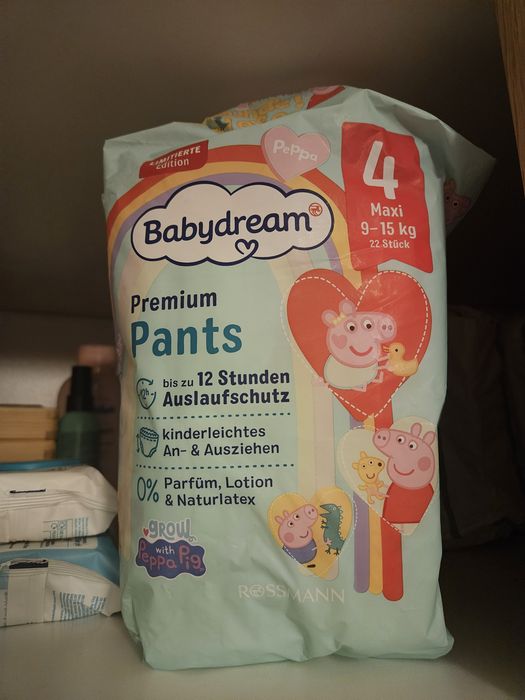 LIMITIERTE
edition
Peppa
4
Maxi
9–15 kg
22 Stück
Babydream
Premium
Pants
12h
bis zu 12 Stunden
Auslaufschutz
kinderleichtes
An- & Ausziehen
0% Parfüm, Lotion
& Naturlatex
grow
with
Peppa Pig
ROSSMANN